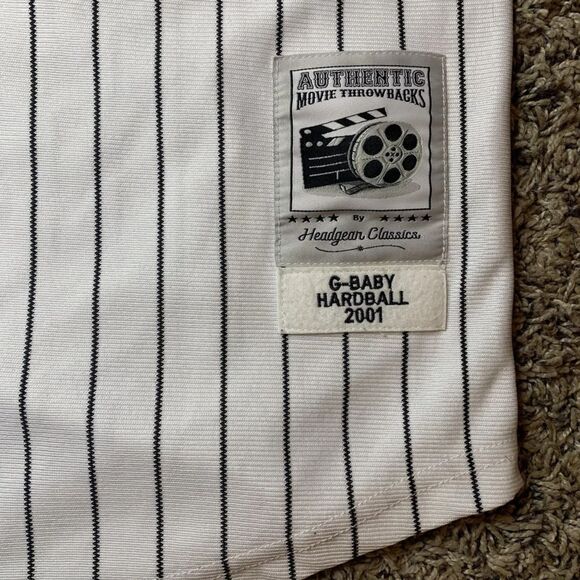 AUTHENTIC
MOVIE THROWBACKS
★★★★ By ★★★★
Headgear Classics
G-BABY
HARDBALL
2001